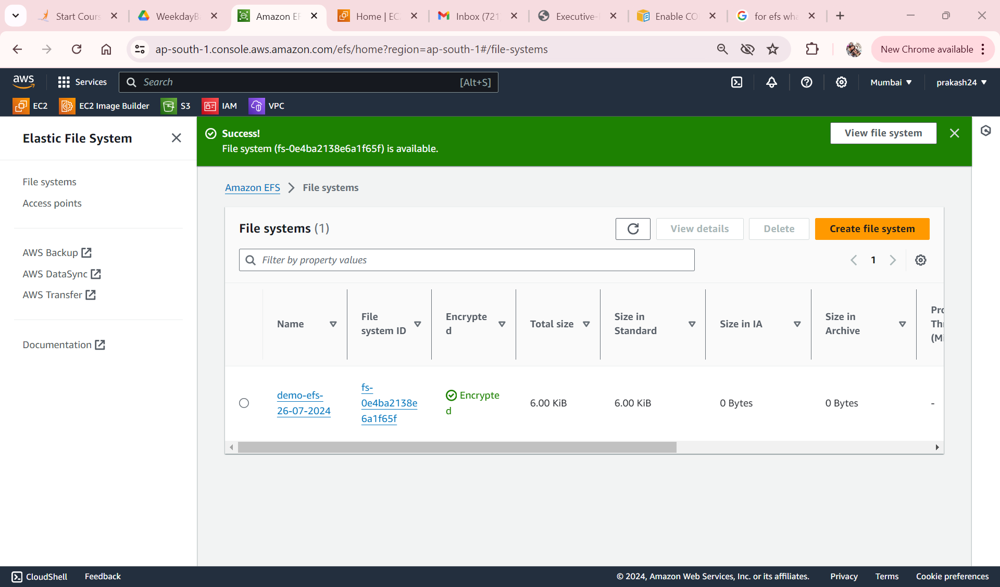 Start Cours
WeekdayB
Amazon EF
Home | EC2
Inbox (721
Executive-
Enable CO
for efs wha
ap-south-1.console.aws.amazon.com/efs/home?region=ap-south-1#/file-systems
New Chrome available
aws
Services
Search
[Alt+S]
Mumbai
prakash24
EC2
EC2 Image Builder
S3
IAM
VPC
Elastic File System
File systems
Access points
AWS Backup
AWS DataSync
AWS Transfer
Documentation
Success!
File system (fs-0e4ba2138e6a1f65f) is available.
View file system
Amazon EFS
File systems
File systems (1)
View details
Delete
Create file system
Filter by property values
1
Name
File
system ID
Encrypte
d
Total size
Size in
Standard
Size in IA
Size in
Archive
Pro
Thr
(Mi
demo-efs-
26-07-2024
fs-
0e4ba2138e
6a1f65f
Encrypte
d
6.00 KiB
6.00 KiB
0 Bytes
0 Bytes
-
CloudShell
Feedback
© 2024, Amazon Web Services, Inc. or its affiliates.
Privacy
Terms
Cookie preferences